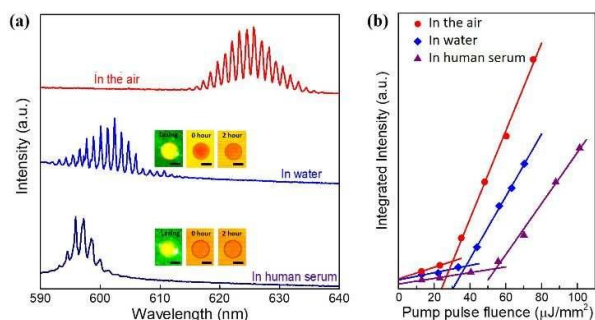 (a)
In the air
In water
In human serum
Lasing
0 hour
2 hour
0 hour
2 hour
Intensity (a.u.)
590 600 610 620 630 640
Wavelength (nm)
(b)
In the air
In water
In human serum
Integrated Intensity (a.u.)
0 20 40 60 80 100
Pump pulse fluence (μJ/mm²)